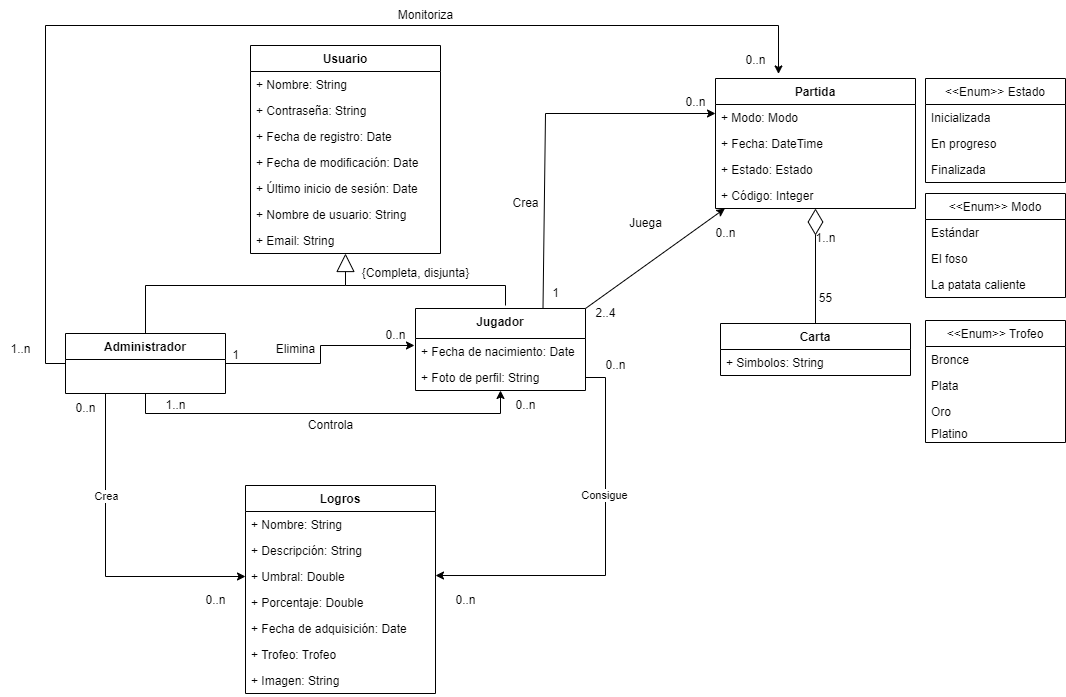 Monitoriza
0..n
Usuario
+ Nombre: String
+ Contraseña: String
+ Fecha de registro: Date
+ Fecha de modificación: Date
+ Último inicio de sesión: Date
+ Nombre de usuario: String
+ Email: String
{Completa, disjunta}
Partida
+ Modo: Modo
+ Fecha: DateTime
+ Estado: Estado
+ Código: Integer
<<Enum>> Estado
Inicializada
En progreso
Finalizada
<<Enum>> Modo
Estándar
El foso
La patata caliente
<<Enum>> Trofeo
Bronce
Plata
Oro
Platino
0..n
Crea
1
Juega
0..n
2..4
1..n
55
Carta
+ Simbolos: String
1..n
Administrador
1
Elimina
0..n
Jugador
+ Fecha de nacimiento: Date
+ Foto de perfil: String
0..n
0..n
1..n
0..n
Controla
Crea
Consigue
Logros
+ Nombre: String
+ Descripción: String
+ Umbral: Double
+ Porcentaje: Double
+ Fecha de adquisición: Date
+ Trofeo: Trofeo
+ Imagen: String
0..n
0..n